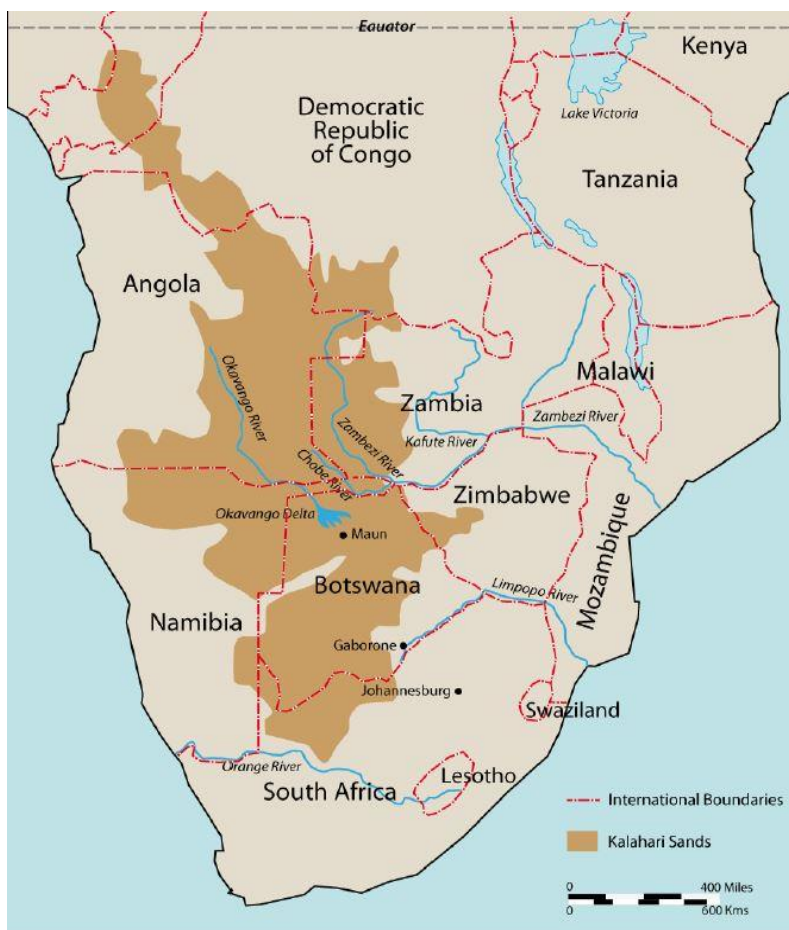 Eauator
Kenya
Democratic
Republic
of Congo
Lake Victoria
Tanzania
Angola
Okavango River
Zambezi River
Chobe River
Zambia
Malawi
Kafute River
Zambezi River
Zimbabwe
Okavango Delta
Maun
Mozambique
Botswana
Limpopo River
Namibia
Gaborone
Johannesburg
Swaziland
Orange River
Lesotho
South Africa
International Boundaries
Kalahari Sands
0 400 Miles
0 600 Kms